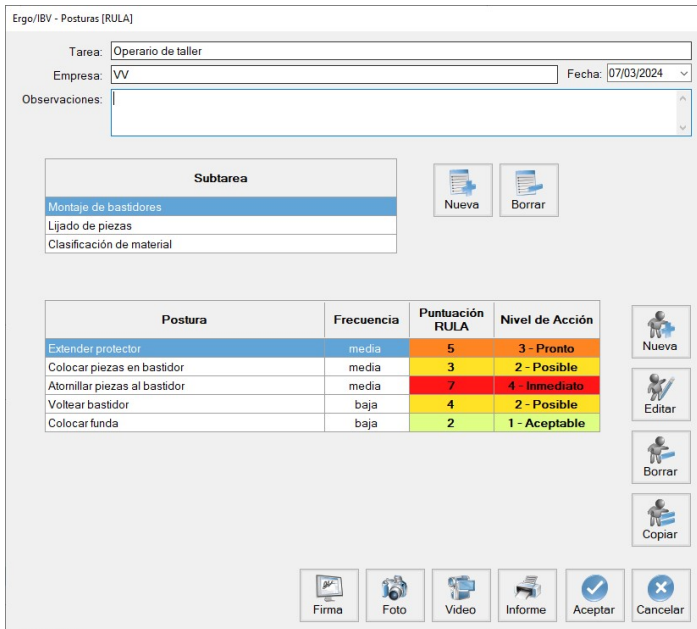 Ergo/IBV - Posturas [RULA]
Tarea: Operario de taller
Empresa: VV Fecha: 07/03/2024
Observaciones:
Subtarea
Montaje de bastidores
Lijado de piezas
Clasificación de material
Nueva Borrar
Postura Frecuencia Puntuación RULA Nivel de Acción
Extender protector media 5 3 - Pronto
Colocar piezas en bastidor media 3 2 - Posible
Atornillar piezas al bastidor media 7 4 - Inmediato
Voltear bastidor baja 4 2 - Posible
Colocar funda baja 2 1 - Aceptable
Nueva
Editar
Borrar
Copiar
Firma Foto Video Informe Aceptar Cancelar